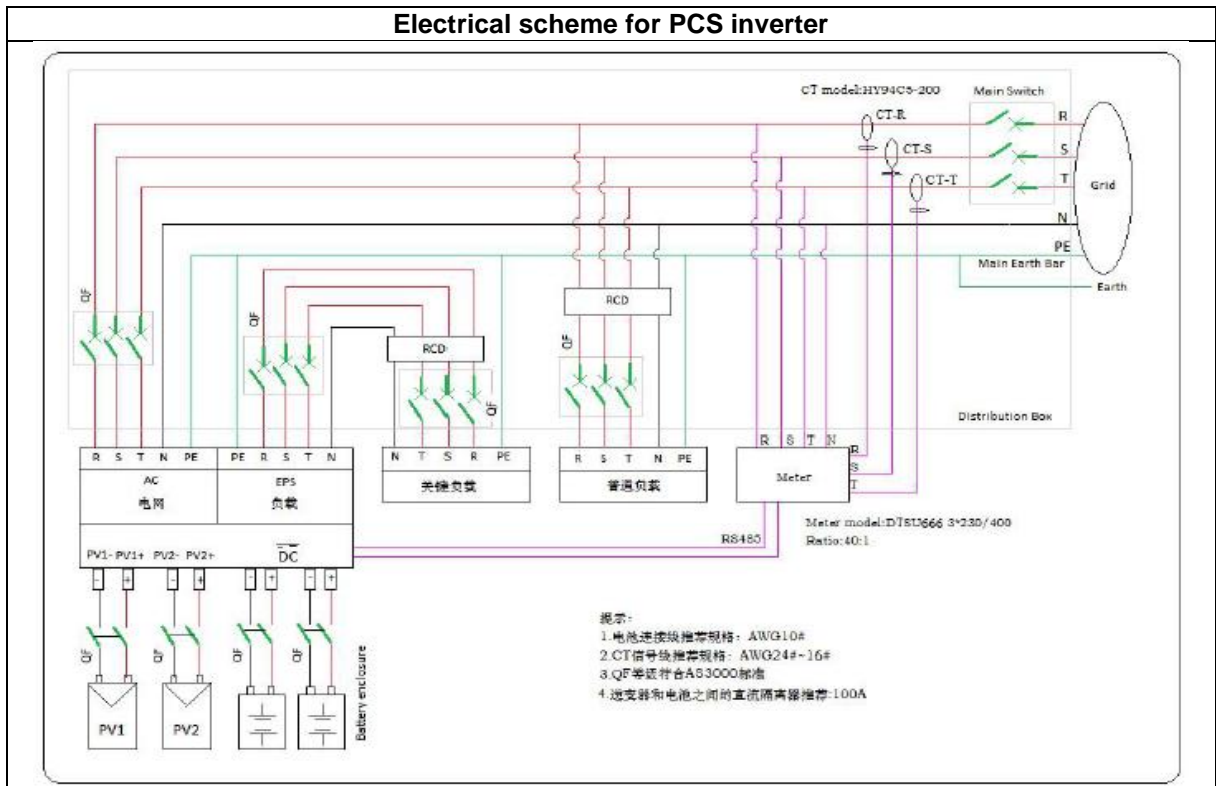 Electrical scheme for PCS inverter
CT model:HY94C5-200
Main Switch
CT-R
R
CT-S
S
CT-T
T
Grid
N
PE
Main Earth Bar
Earth
QF
QF
RCD
QF
RCD
QF
Distribution Box
R S T N PE
PE R S T N
N T S R PE
R S T N PE
R S T N
R
S
T
AC
电网
EPS
负载
关键负载
普通负载
Meter
Meter model:DTSU666 3*230/400
Ratio:40:1
RS485
PV1- PV1+ PV2- PV2+
DC
- + - + - + - +
QF
QF
QF
QF
PV1
PV2
Battery enclosure
提示:
1.电池连接线推荐规格: AWG10#
2.CT信号线推荐规格: AWG24#~16#
3.QF等级符合AS3000标准
4.逆变器和电池之间的直流隔离器推荐:100A